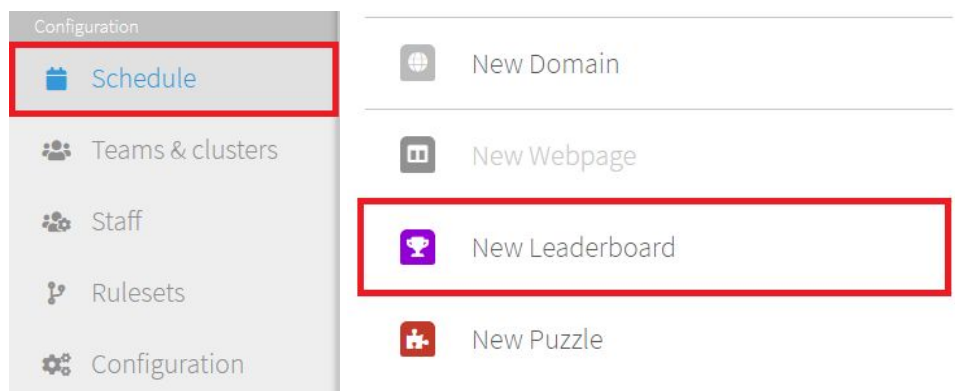 Configuration
Schedule
Teams & clusters
Staff
Rulesets
Configuration
New Domain
New Webpage
New Leaderboard
New Puzzle